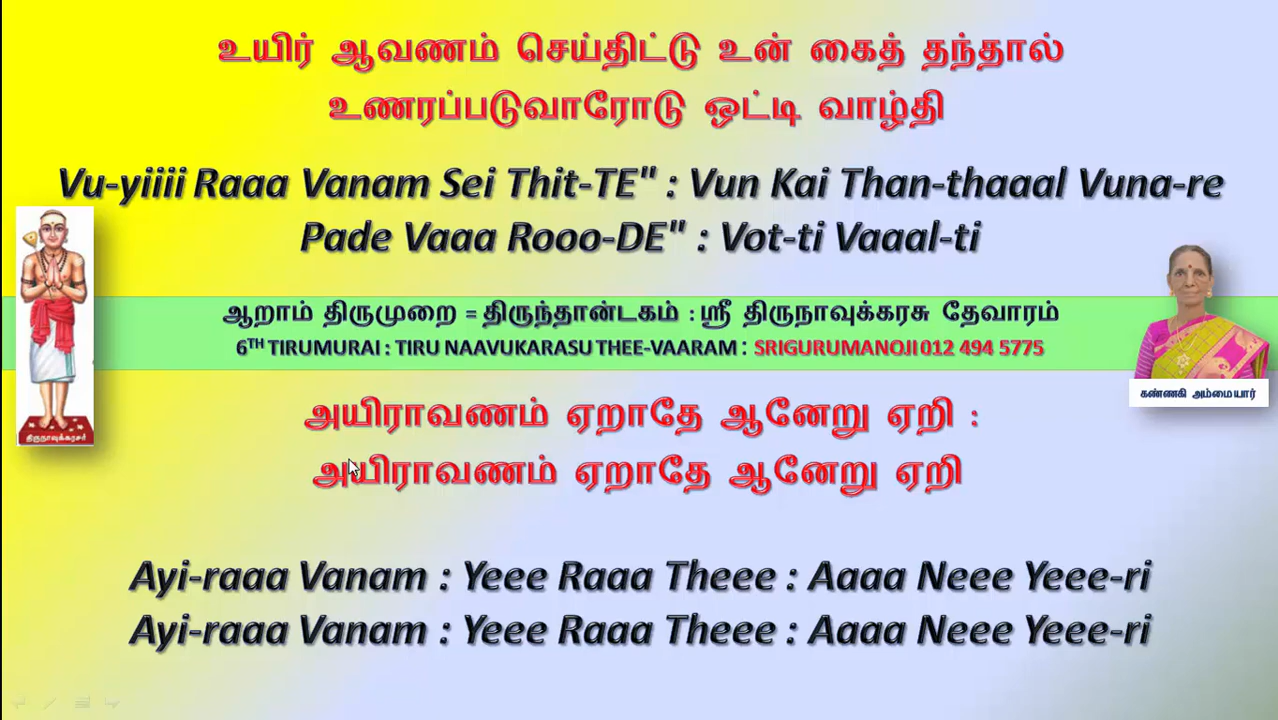 உயிர் ஆவணம் செய்திட்டு உன் கைத் தந்தால்
உணரப்படுவாரோடு ஒட்டி வாழ்தி
Vu-yiiii Raaa Vanam Sei Thit-TE" : Vun Kai Than-thaaal Vuna-re
Pade Vaaa Rooo-DE" : Vot-ti Vaaal-ti
ஆறாம் திருமுறை = திருந்தாண்டகம் : ஸ்ரீ திருநாவுக்கரசு தேவாரம்
6TH TIRUMURAI : TIRU NAAVUKARASU THEE-VAARAM : SRIGURUMANOJI 012 494 5775
திருநாவுக்கரசர்
கண்ணகி அம்மையார்
அயிராவணம் ஏறாதே ஆனேறு ஏறி :
அயிராவணம் ஏறாதே ஆனேறு ஏறி
Ayi-raaa Vanam : Yeee Raaa Theee : Aaaa Neee Yeee-ri
Ayi-raaa Vanam : Yeee Raaa Theee : Aaaa Neee Yeee-ri